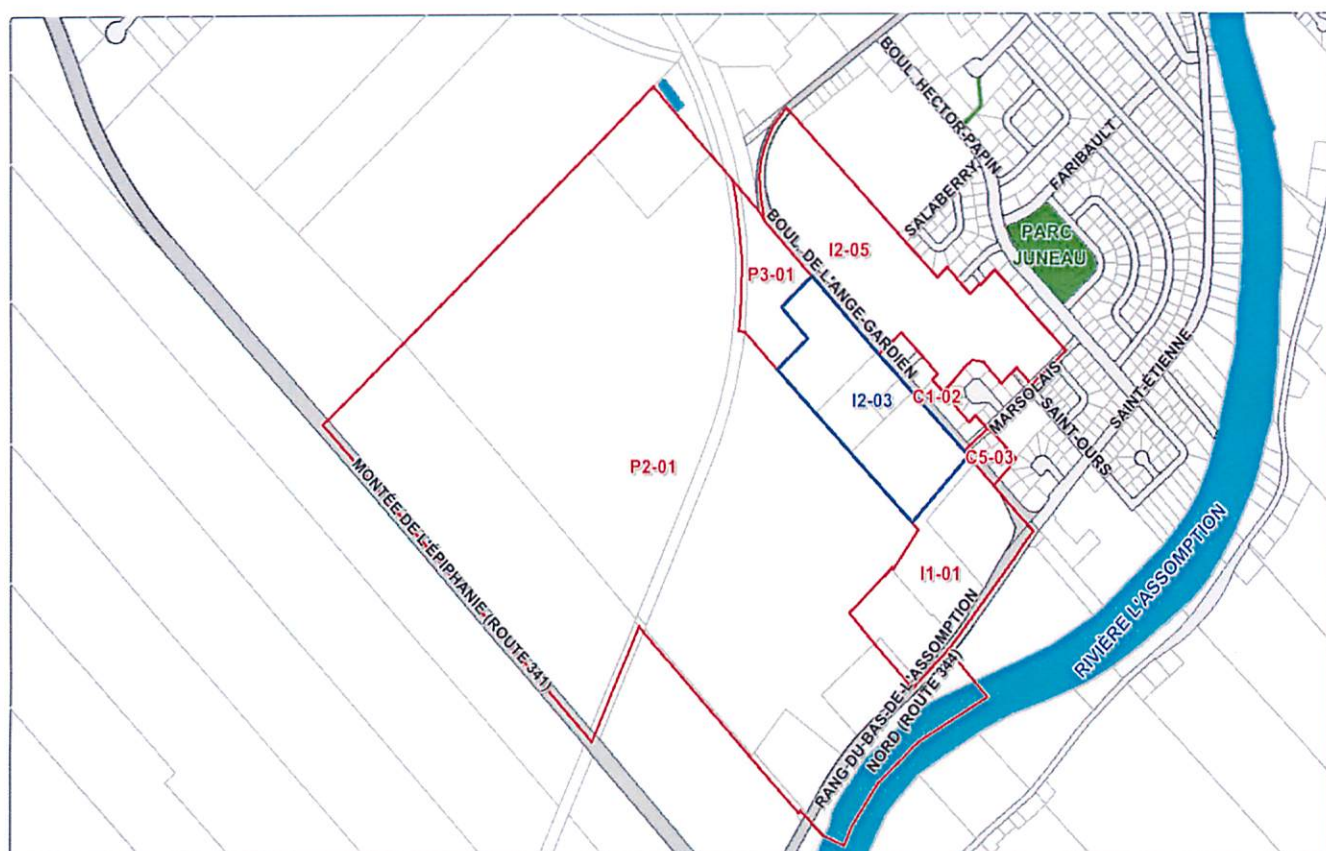 BOUL. HECTOR-PAPIN
FARIBAULT
SALABERRY
PARC
JUNEAU
BOUL. DE-L'ANGE-GARDIEN
I2-05
P3-01
SAINT-ÉTIENNE
I2-03
C1-02
MARSOLAIS
SAINT-OURS
C5-03
P2-01
MONTÉE-DE-L'ÉPIPHANIE (ROUTE 341)
I1-01
RIVIÈRE L'ASSOMPTION
RANG-DU-BAS-DE-L'ASSOMPTION
NORD (ROUTE 344)